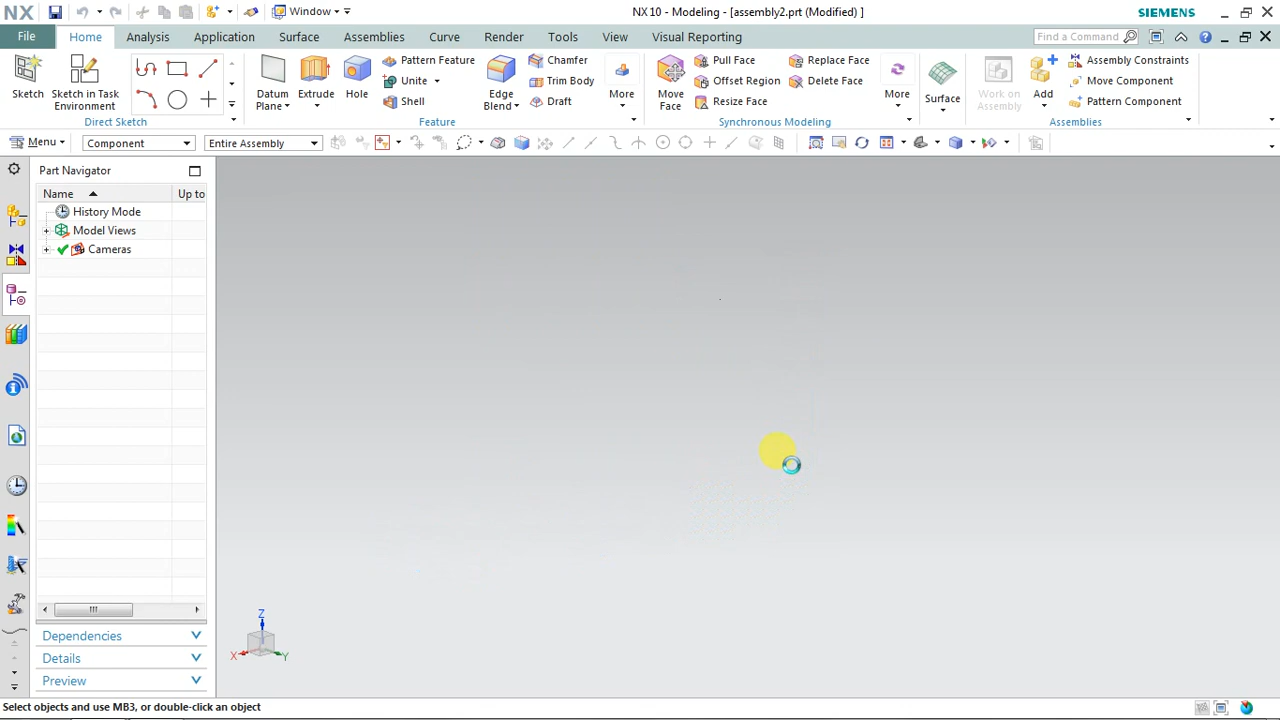 NX
Window
NX 10 - Modeling - [assembly2.prt (Modified) ]
SIEMENS
File Home Analysis Application Surface Assemblies Curve Render Tools View Visual Reporting Find a Command
Sketch
Sketch in Task Environment
Direct Sketch
Datum Plane
Extrude
Hole
Pattern Feature
Unite
Shell
Edge Blend
Chamfer
Trim Body
Draft
More
Feature
Move Face
Pull Face
Offset Region
Resize Face
Replace Face
Delete Face
More
Synchronous Modeling
Surface
Work on Assembly
Add
Assembly Constraints
Move Component
Pattern Component
Assemblies
Menu
Component
Entire Assembly
Part Navigator
Name Up to
History Mode
Model Views
Cameras
Z
X Y
Dependencies
Details
Preview
Select objects and use MB3, or double-click an object